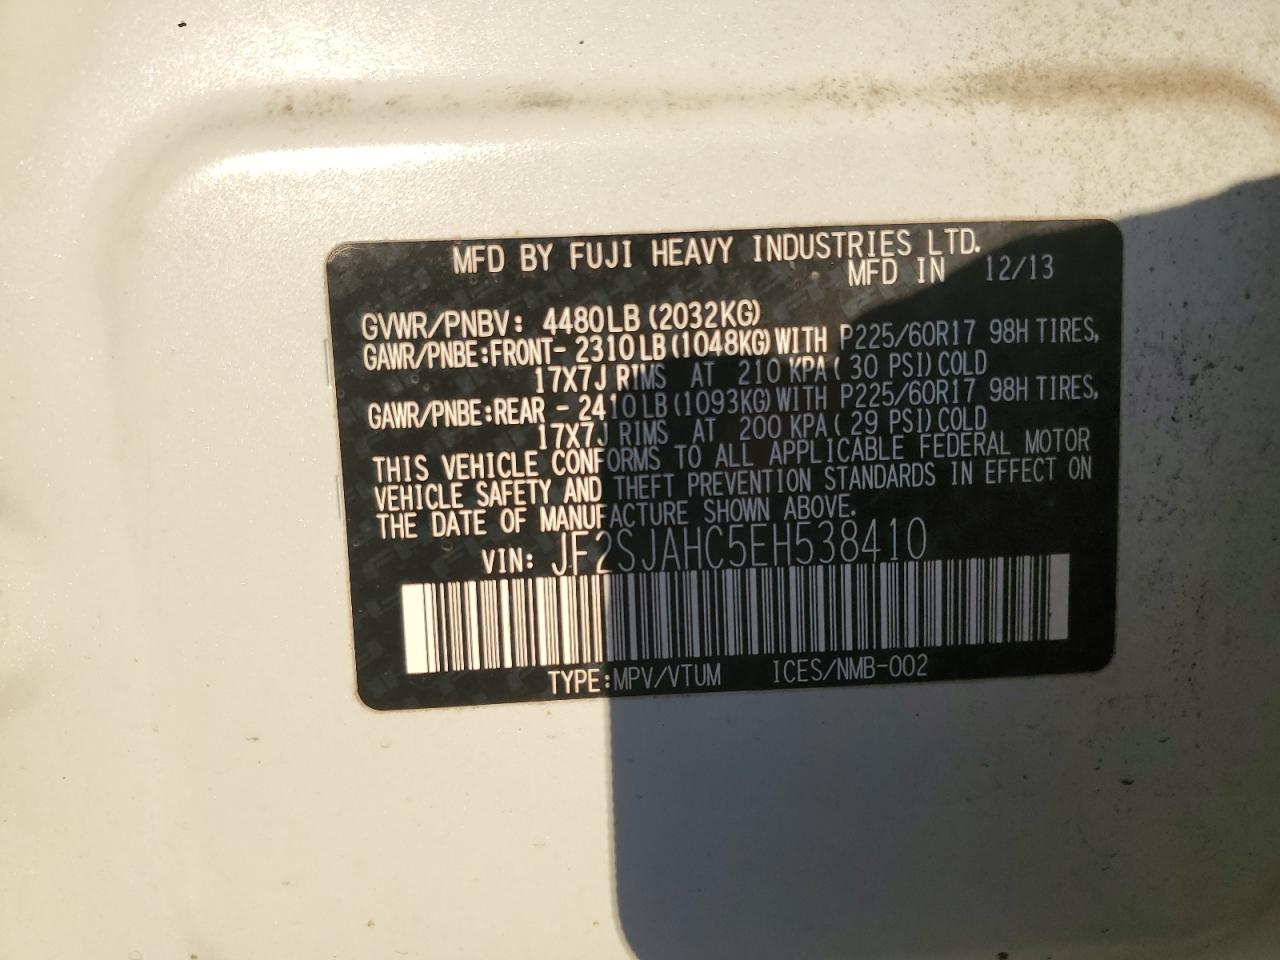 MFD BY FUJI HEAVY INDUSTRIES LTD.
MFD IN 12/13
GVWR/PNBV: 4480LB(2032KG)
GAWR/PNBE:FRONT- 2310LB(1048KG)WITH P225/60R17 98H TIRES,
17X7J RIMS AT 210 KPA( 30 PSI)COLD
GAWR/PNBE:REAR - 2410LB(1093KG)WITH P225/60R17 98H TIRES,
17X7J RIMS AT 200 KPA( 29 PSI)COLD
THIS VEHICLE CONFORMS TO ALL APPLICABLE FEDERAL MOTOR
VEHICLE SAFETY AND THEFT PREVENTION STANDARDS IN EFFECT ON
THE DATE OF MANUFACTURE SHOWN ABOVE.
VIN: JF2SJAHC5EH538410
TYPE:MPV/VTUM ICES/NMB-002